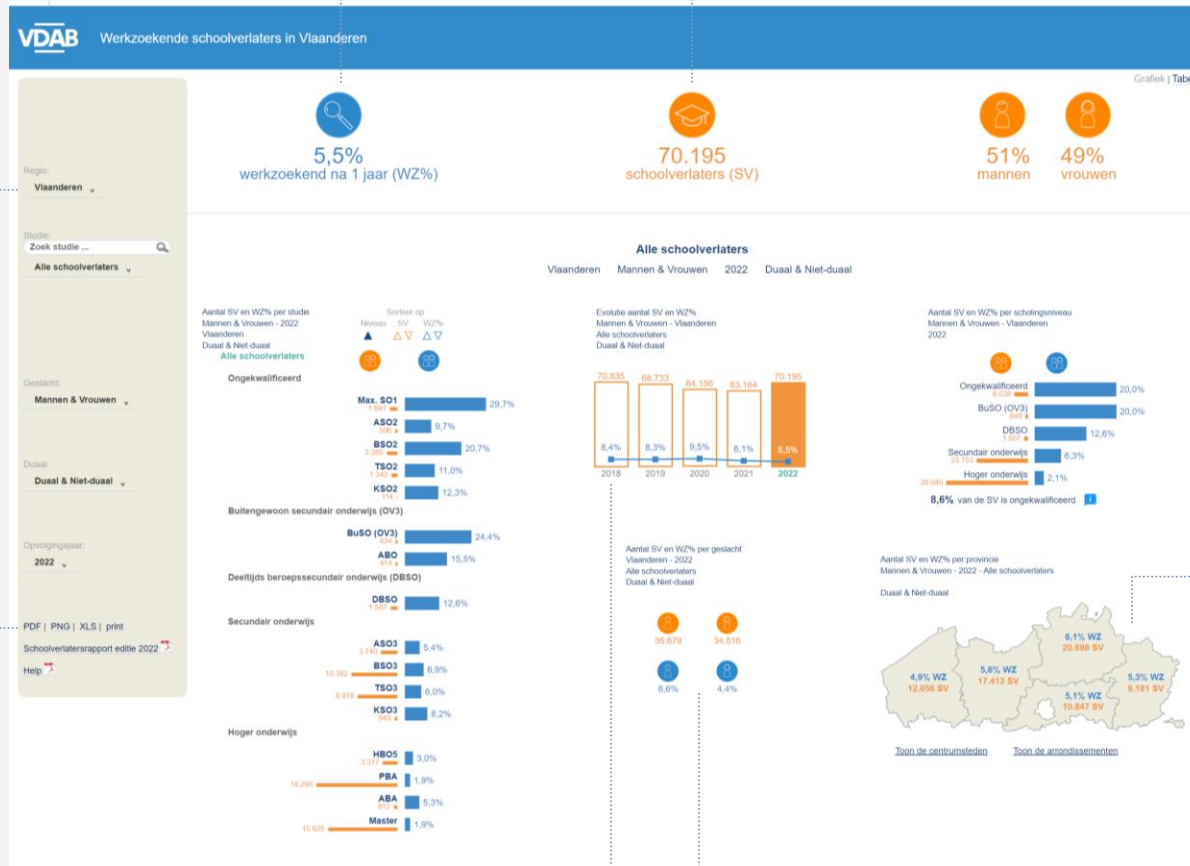 VDAB
Werkzoekende schoolverlaters in Vlaanderen
Grafiek | Tabe
Regio:
Vlaanderen
Studie:
Zoek studie ...
Alle schoolverlaters
Geslacht:
Mannen & Vrouwen
Duaal:
Duaal & Niet-duaal
Opvolgingsjaar:
2022
PDF | PNG | XLS | print
Schoolverlatersrapport editie 2022
Help
5,5%
werkzoekend na 1 jaar (WZ%)
70.195
schoolverlaters (SV)
51%
mannen
49%
vrouwen
Alle schoolverlaters
Vlaanderen Mannen & Vrouwen 2022 Duaal & Niet-duaal
Aantal SV en WZ% per studie
Mannen & Vrouwen - 2022
Vlaanderen
Duaal & Niet-duaal
Sorteer op
Niveau SV WZ%
Alle schoolverlaters
Ongekwalificeerd
Max. SO1
1.691
29,7%
ASO2
506
9,7%
BSO2
2.385
20,7%
TSO2
1.342
11,0%
KSO2
114
12,3%
Buitengewoon secundair onderwijs (OV3)
BuSO (OV3)
434
24,4%
ABO
414
15,5%
Deeltijds beroepssecundair onderwijs (DBSO)
DBSO
1.507
12,6%
Secundair onderwijs
ASO3
3.740
5,4%
BSO3
10.392
6,9%
TSO3
8.978
6,0%
KSO3
643
8,2%
Hoger onderwijs
HBO5
3.317
3,0%
PBA
18.295
1,9%
ABA
812
5,3%
Master
15.625
1,9%
Evolutie aantal SV en WZ%
Mannen & Vrouwen - Vlaanderen
Alle schoolverlaters
Duaal & Niet-duaal
70.835 68.733 64.156 63.164 70.195
8,4% 8,3% 9,5% 6,1% 5,5%
2018 2019 2020 2021 2022
Aantal SV en WZ% per geslacht
Vlaanderen - 2022
Alle schoolverlaters
Duaal & Niet-duaal
35.679 34.516
6,6% 4,4%
Aantal SV en WZ% per scholingsniveau
Mannen & Vrouwen - Vlaanderen
2022
Ongekwalificeerd
6.038
20,0%
BuSO (OV3)
848
20,0%
DBSO
1.507
12,6%
Secundair onderwijs
23.753
6,3%
Hoger onderwijs
38.049
2,1%
8,6% van de SV is ongekwalificeerd
Aantal SV en WZ% per provincie
Mannen & Vrouwen - 2022 - Alle schoolverlaters
Duaal & Niet-duaal
4,9% WZ
12.056 SV
5,6% WZ
17.413 SV
6,1% WZ
20.698 SV
5,1% WZ
10.847 SV
5,3% WZ
9.181 SV
Toon de centrumsteden
Toon de arrondissementen